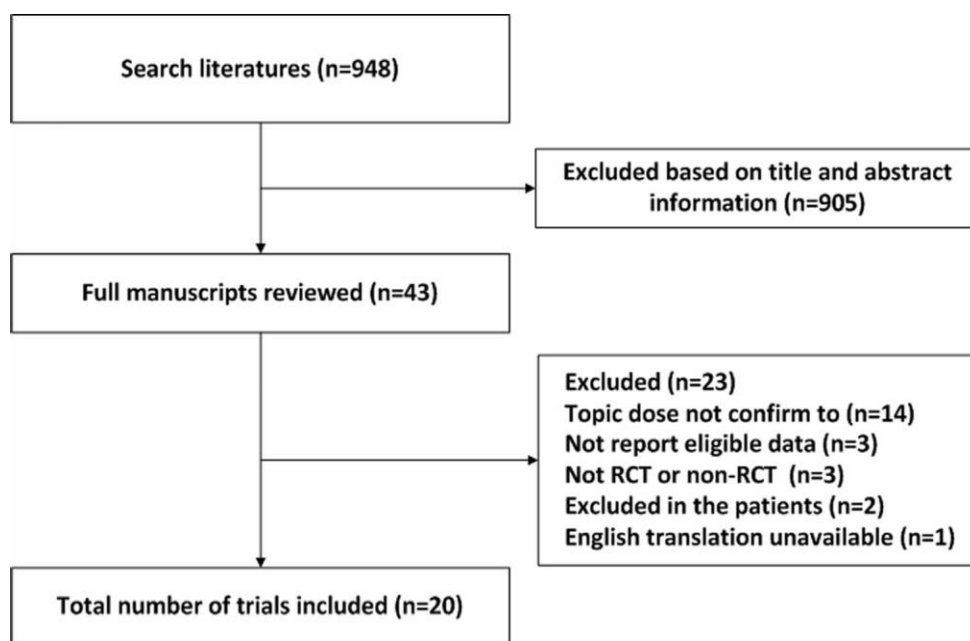 Search literatures (n=948)
Excluded based on title and abstract
information (n=905)
Full manuscripts reviewed (n=43)
Excluded (n=23)
Topic dose not confirm to (n=14)
Not report eligible data (n=3)
Not RCT or non-RCT (n=3)
Excluded in the patients (n=2)
English translation unavailable (n=1)
Total number of trials included (n=20)